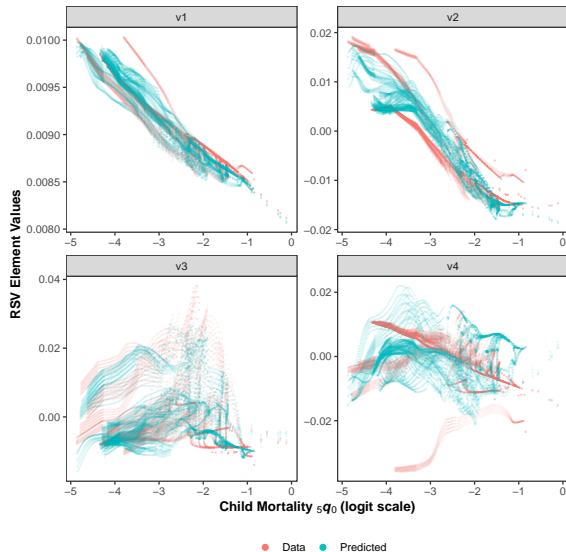 v1
v2
0.0100
0.0095
0.0090
0.0085
0.0080
0.02
0.01
0.00
−0.01
−0.02
−5 −4 −3 −2 −1 0
−5 −4 −3 −2 −1 0
v3
v4
0.04
0.02
0.00
0.02
0.00
−0.02
−5 −4 −3 −2 −1 0
−5 −4 −3 −2 −1 0
RSV Element Values
Child Mortality ₅q₀ (logit scale)
Data Predicted